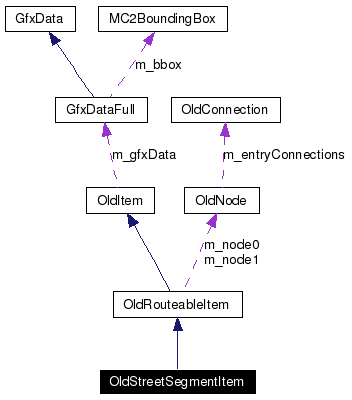 GfxData MC2BoundingBox
m_bbox
GfxDataFull OldConnection
m_gfxData m_entryConnections
OldItem OldNode
m_node0
m_node1
OldRouteableItem
OldStreetSegmentItem